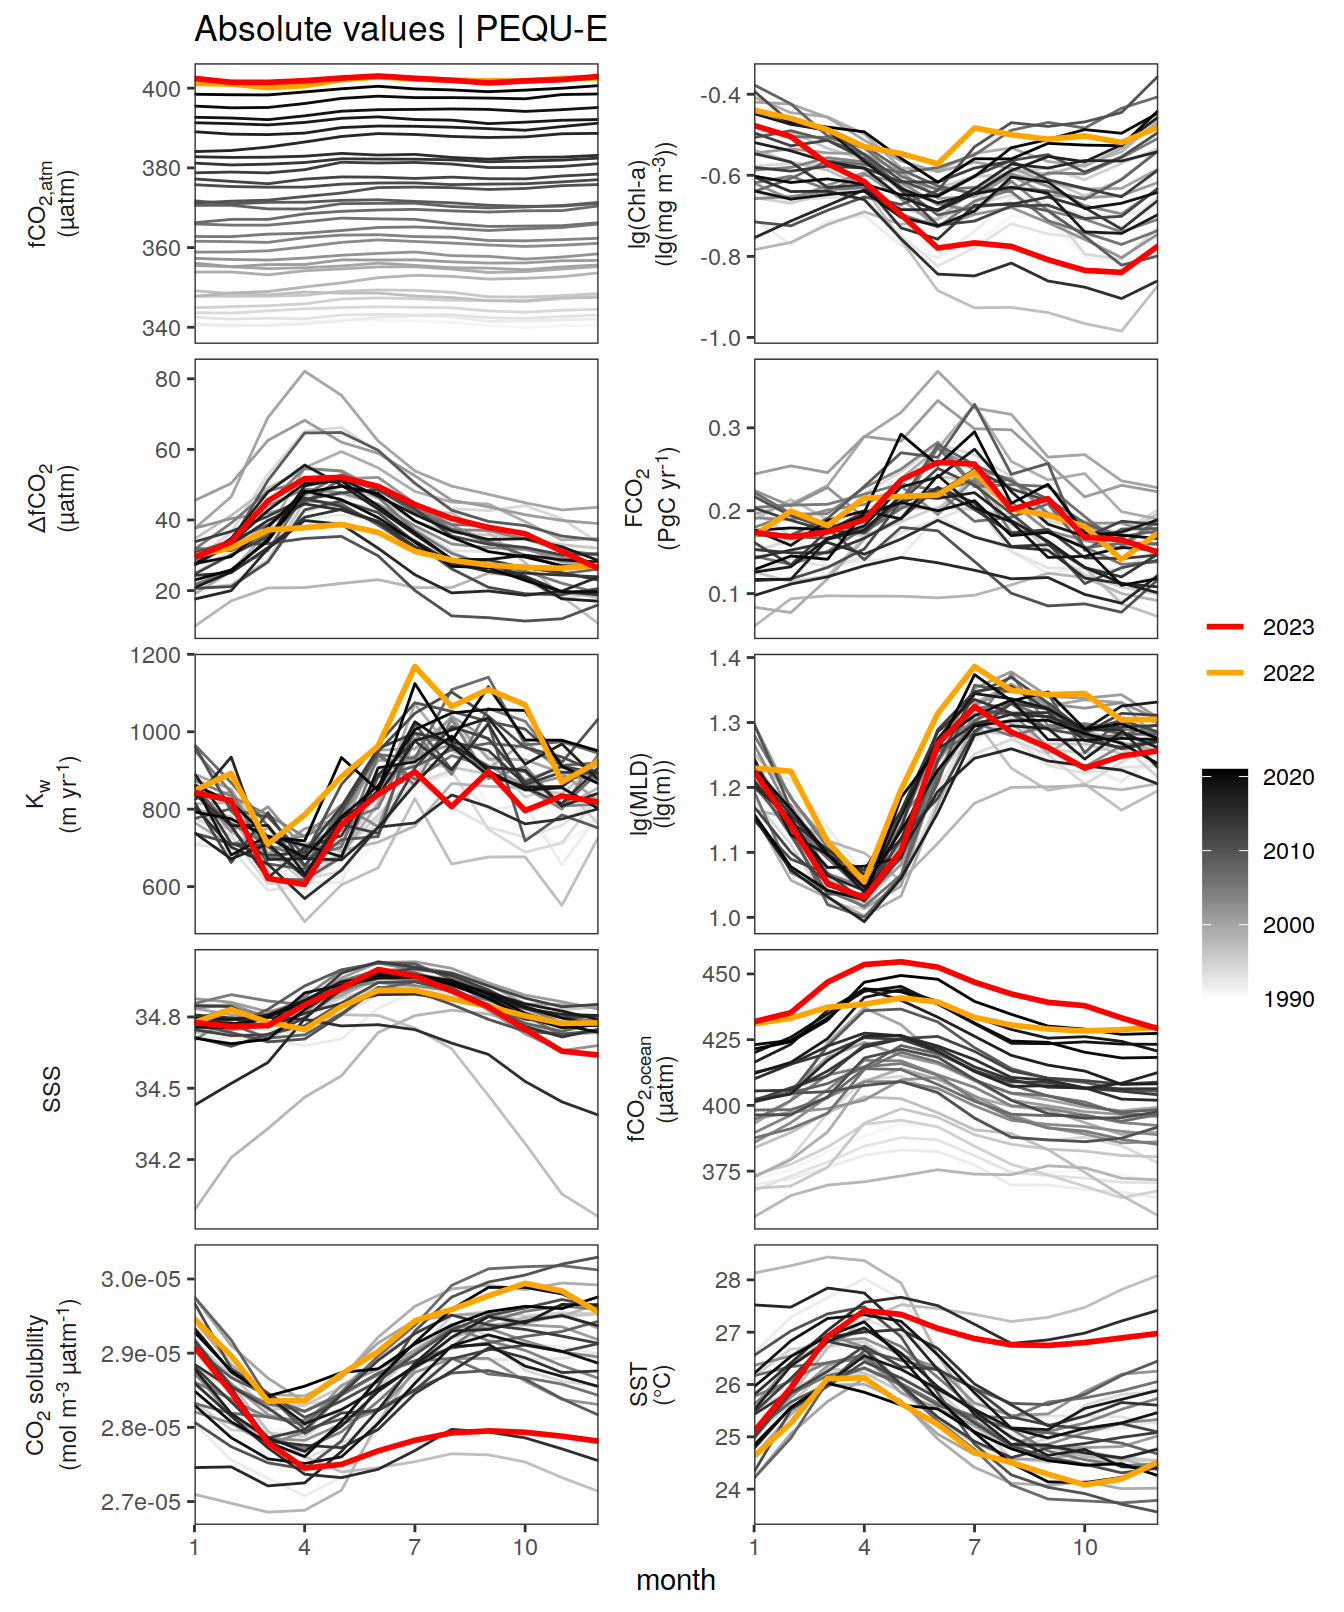 Absolute values | PEQU-E
fCO2,atm
(µatm)
400
380
360
340
lg(Chl-a)
(lg(mg m-3))
-0.4
-0.6
-0.8
-1.0
ΔfCO2
(µatm)
80
60
40
20
FCO2
(PgC yr-1)
0.3
0.2
0.1
Kw
(m yr-1)
1200
1000
800
600
lg(MLD)
(lg(m))
1.4
1.3
1.2
1.1
1.0
SSS
34.8
34.5
34.2
fCO2,ocean
(µatm)
450
425
400
375
CO2 solubility
(mol m-3 µatm-1)
3.0e-05
2.9e-05
2.8e-05
2.7e-05
SST
(°C)
28
27
26
25
24
1 4 7 10
1 4 7 10
month
2023
2022
2020
2010
2000
1990